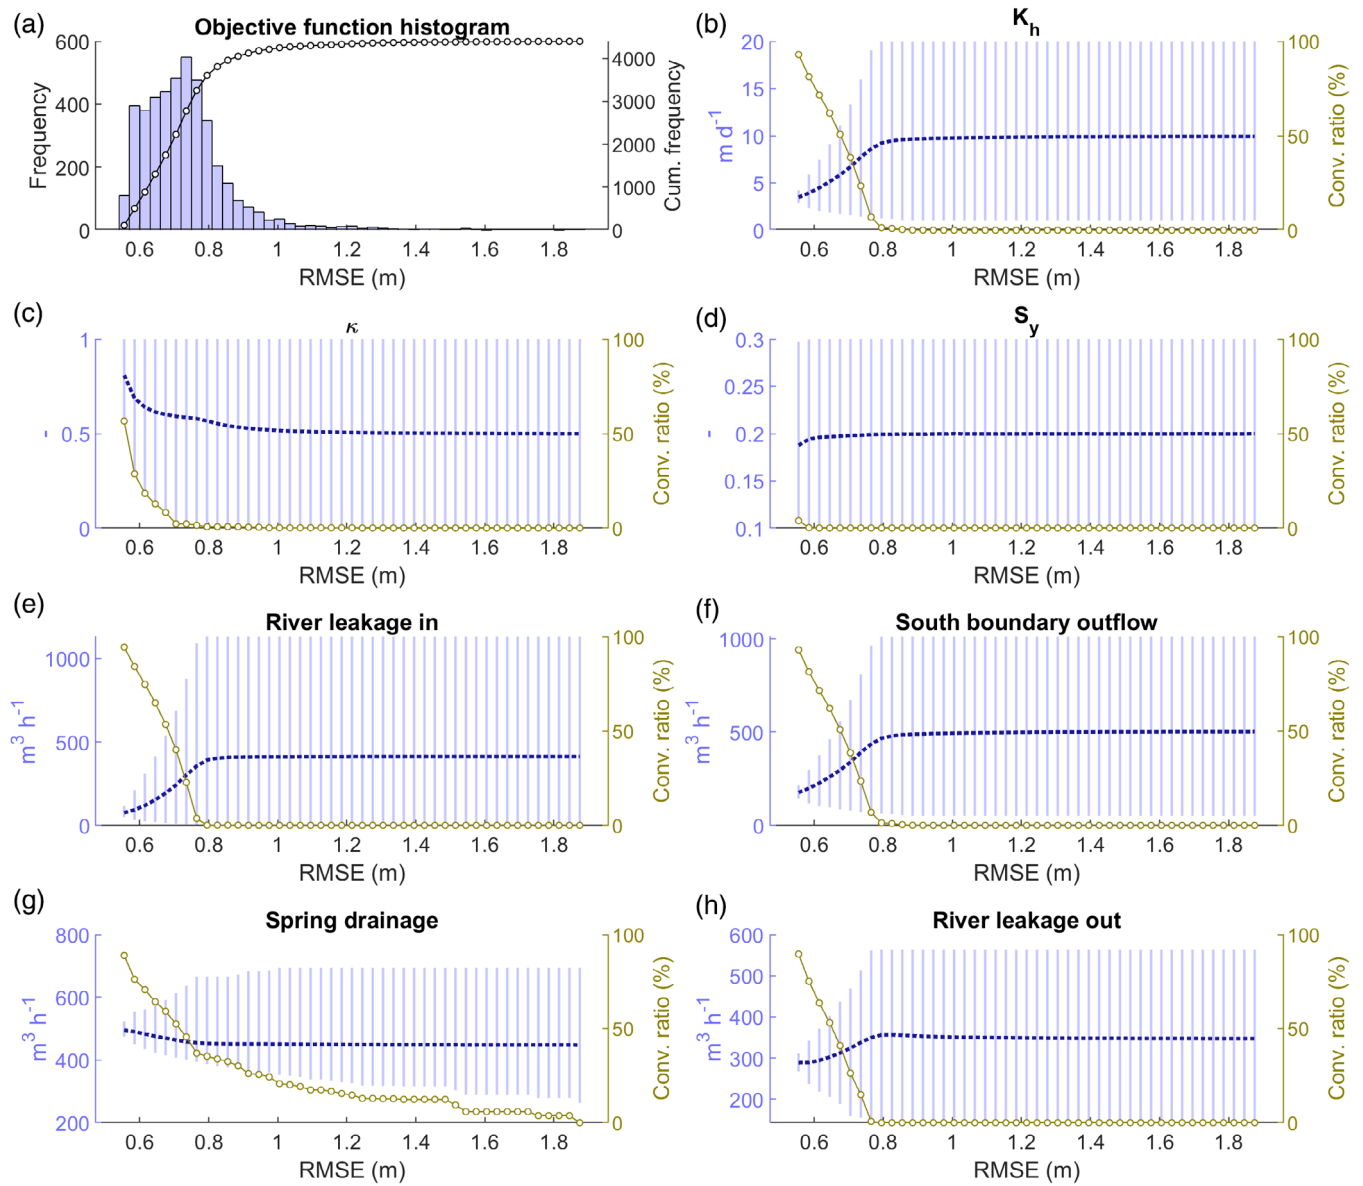 (a)
Objective function histogram
600
400
200
0
Frequency
4000
3000
2000
1000
0
Cum. frequency
0.6 0.8 1 1.2 1.4 1.6 1.8
RMSE (m)
(b)
K_h
20
15
10
5
0
m d^-1
100
50
0
Conv. ratio (%)
0.6 0.8 1 1.2 1.4 1.6 1.8
RMSE (m)
(c)
κ
1
0.5
0
-
100
50
0
Conv. ratio (%)
0.6 0.8 1 1.2 1.4 1.6 1.8
RMSE (m)
(d)
S_y
0.3
0.25
0.2
0.15
0.1
-
100
50
0
Conv. ratio (%)
0.6 0.8 1 1.2 1.4 1.6 1.8
RMSE (m)
(e)
River leakage in
1000
500
0
m^3 h^-1
100
50
0
Conv. ratio (%)
0.6 0.8 1 1.2 1.4 1.6 1.8
RMSE (m)
(f)
South boundary outflow
1000
500
0
m^3 h^-1
100
50
0
Conv. ratio (%)
0.6 0.8 1 1.2 1.4 1.6 1.8
RMSE (m)
(g)
Spring drainage
800
600
400
200
m^3 h^-1
100
50
0
Conv. ratio (%)
0.6 0.8 1 1.2 1.4 1.6 1.8
RMSE (m)
(h)
River leakage out
600
500
400
300
200
m^3 h^-1
100
50
0
Conv. ratio (%)
0.6 0.8 1 1.2 1.4 1.6 1.8
RMSE (m)